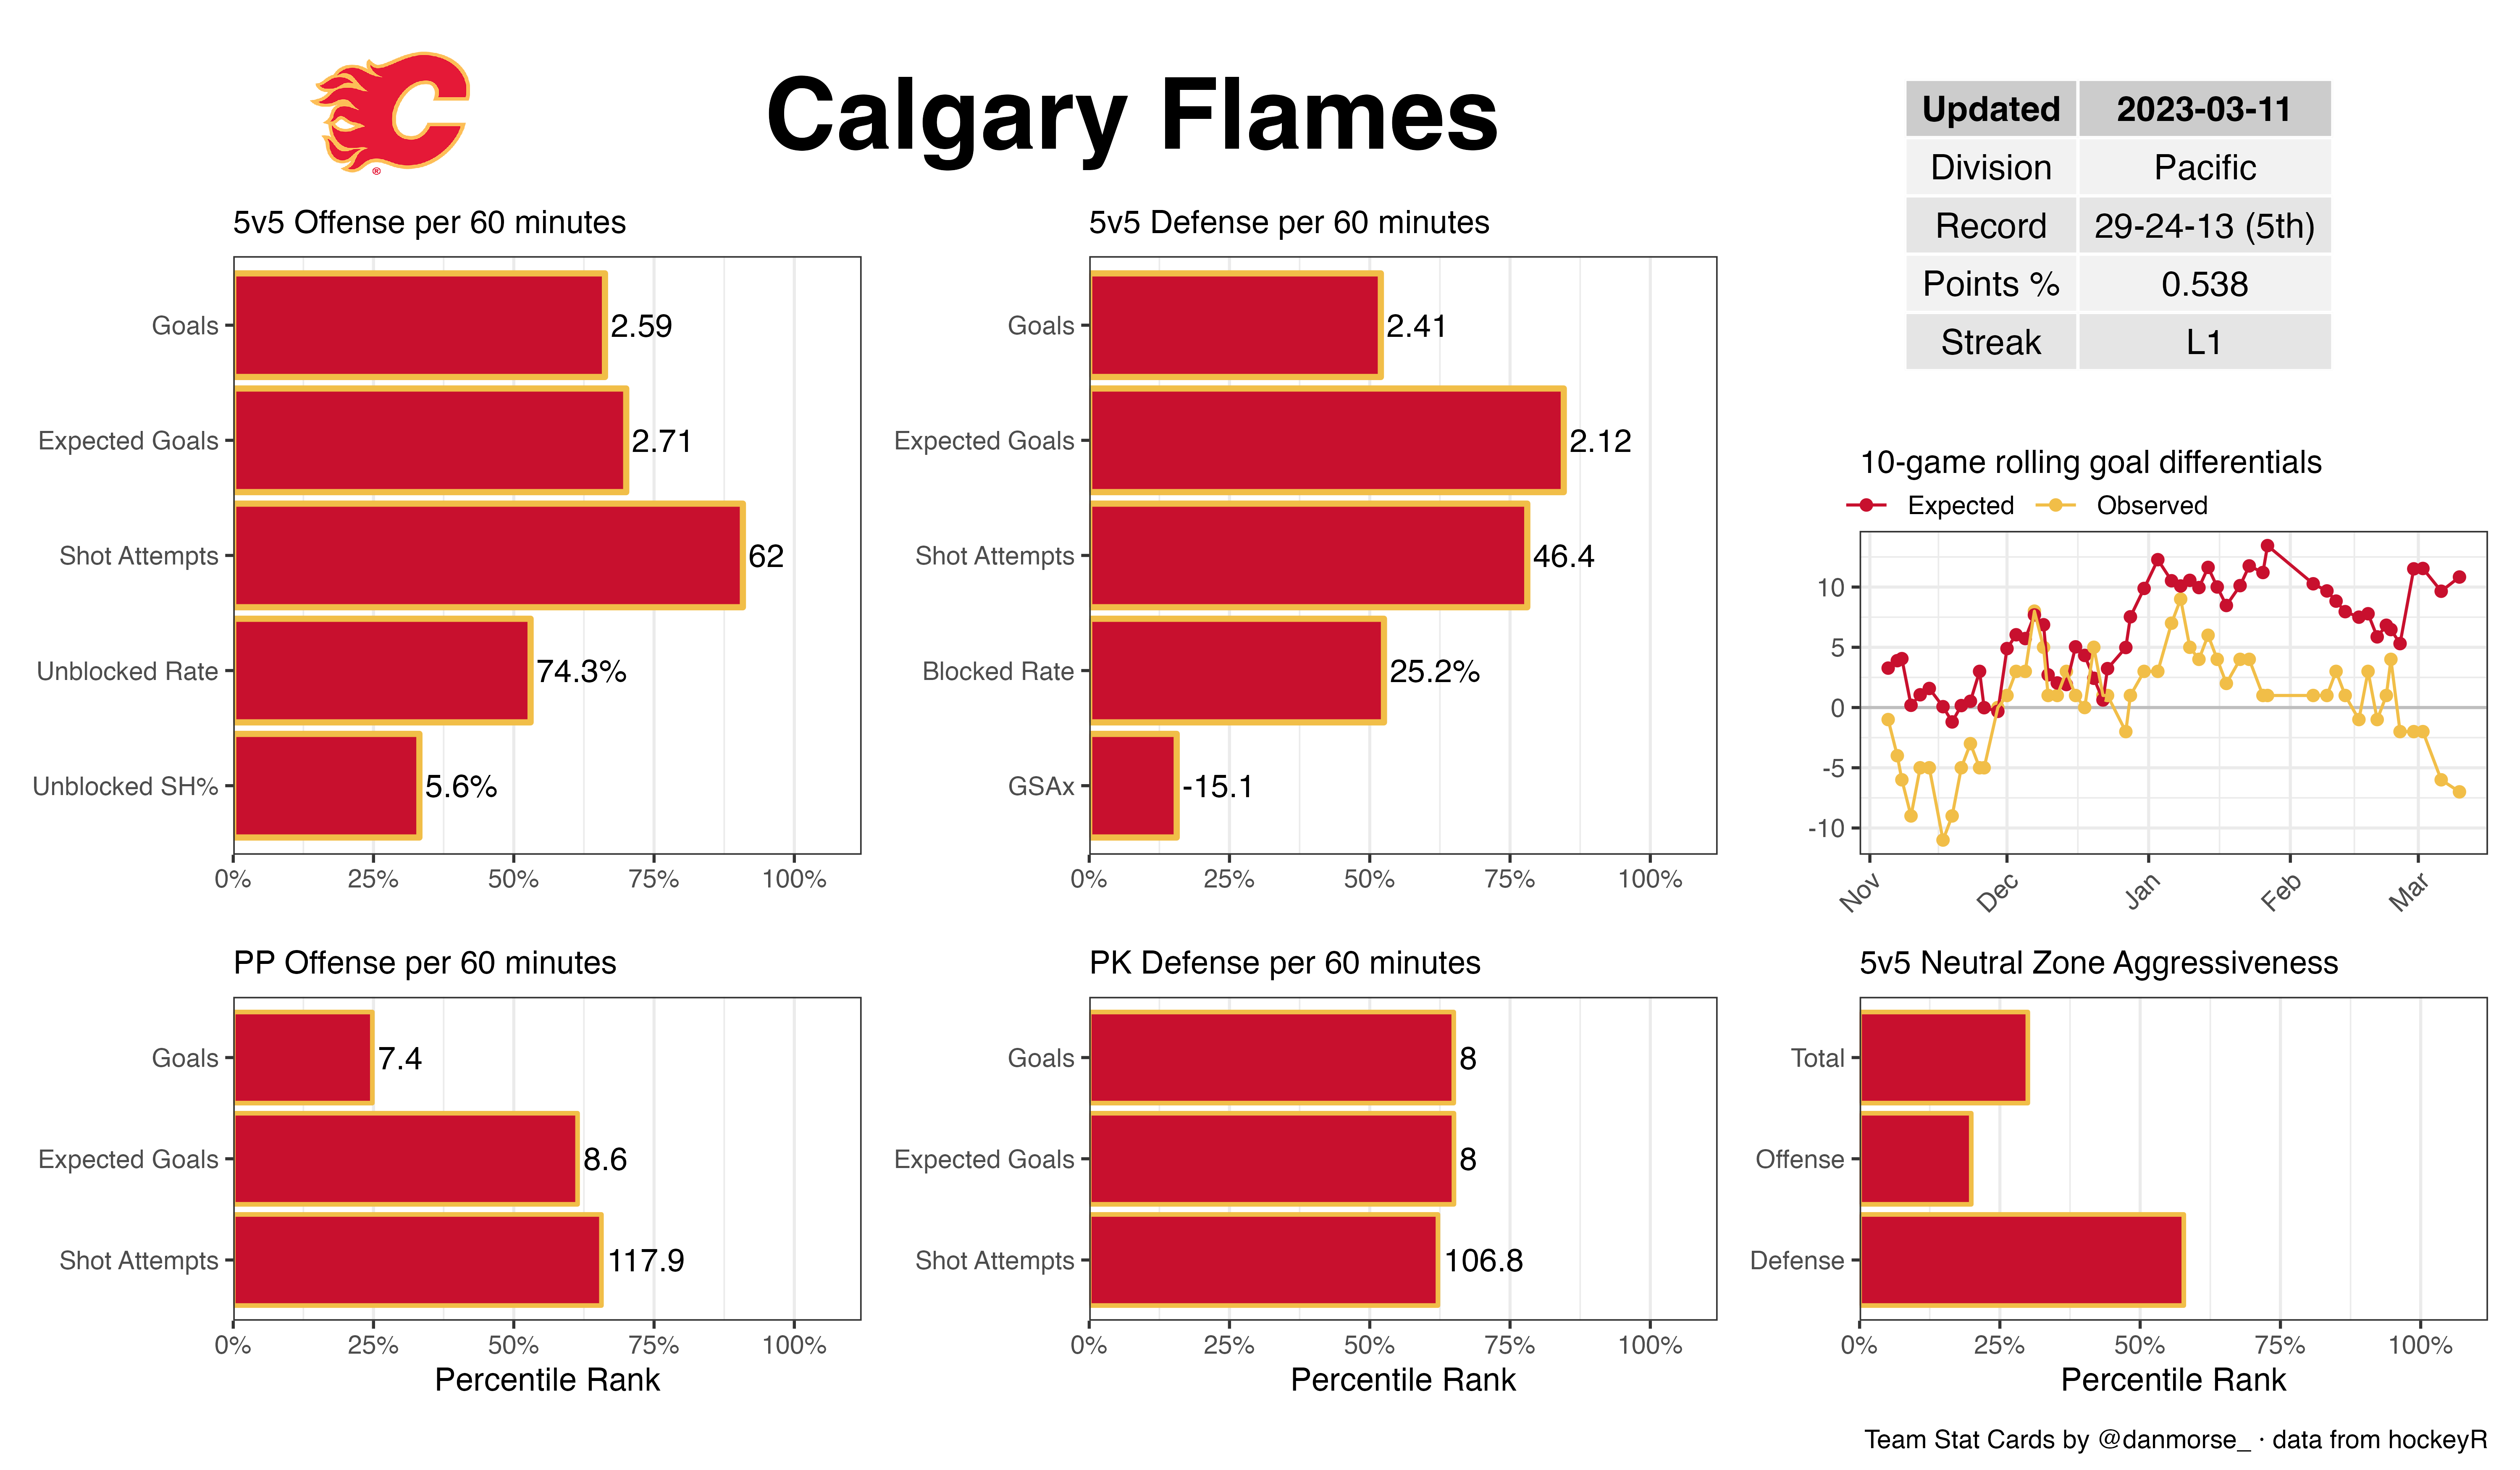 Calgary Flames
®
Updated 2023-03-11
Division Pacific
Record 29-24-13 (5th)
Points % 0.538
Streak L1
5v5 Offense per 60 minutes
Goals 2.59
Expected Goals 2.71
Shot Attempts 62
Unblocked Rate 74.3%
Unblocked SH% 5.6%
0% 25% 50% 75% 100%
5v5 Defense per 60 minutes
Goals 2.41
Expected Goals 2.12
Shot Attempts 46.4
Blocked Rate 25.2%
GSAx -15.1
0% 25% 50% 75% 100%
10-game rolling goal differentials
Expected Observed
10
5
0
-5
-10
Nov Dec Jan Feb Mar
PP Offense per 60 minutes
Goals 7.4
Expected Goals 8.6
Shot Attempts 117.9
0% 25% 50% 75% 100%
Percentile Rank
PK Defense per 60 minutes
Goals 8
Expected Goals 8
Shot Attempts 106.8
0% 25% 50% 75% 100%
Percentile Rank
5v5 Neutral Zone Aggressiveness
Total
Offense
Defense
0% 25% 50% 75% 100%
Percentile Rank
Team Stat Cards by @danmorse_ · data from hockeyR